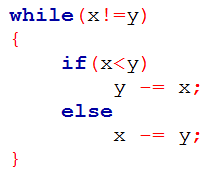 while(x!=y)
{
    if(x<y)
        y -= x;
    else
        x -= y;
}